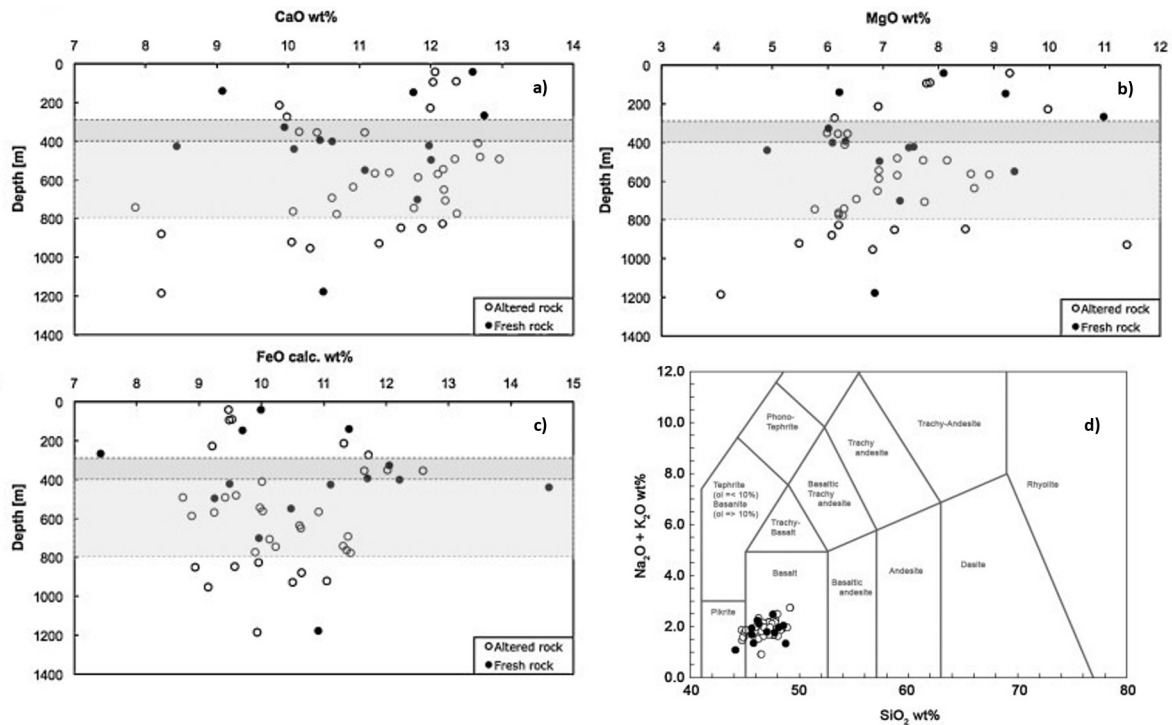 CaO wt%
7 8 9 10 11 12 13 14
0
200
400
600
800
1000
1200
1400
Depth [m]
a)
Altered rock
Fresh rock
MgO wt%
3 4 5 6 7 8 9 10 11 12
0
200
400
600
800
1000
1200
1400
Depth [m]
b)
Altered rock
Fresh rock
FeO calc. wt%
7 8 9 10 11 12 13 14 15
0
200
400
600
800
1000
1200
1400
Depth [m]
c)
Altered rock
Fresh rock
12.0
10.0
8.0
6.0
4.0
2.0
0.0
Na2O + K2O wt%
d)
Phono-
Tephrite
Trachy
andesite
Trachy-Andesite
Tephrite
(ol =< 10%)
Basanite
(ol => 10%)
Basaltic
Trachy
andesite
Rhyolite
Trachy-
Basalt
Basalt
Basaltic
andesite
Andesite
Dasite
Pikrite
40 50 60 70 80
SiO2 wt%